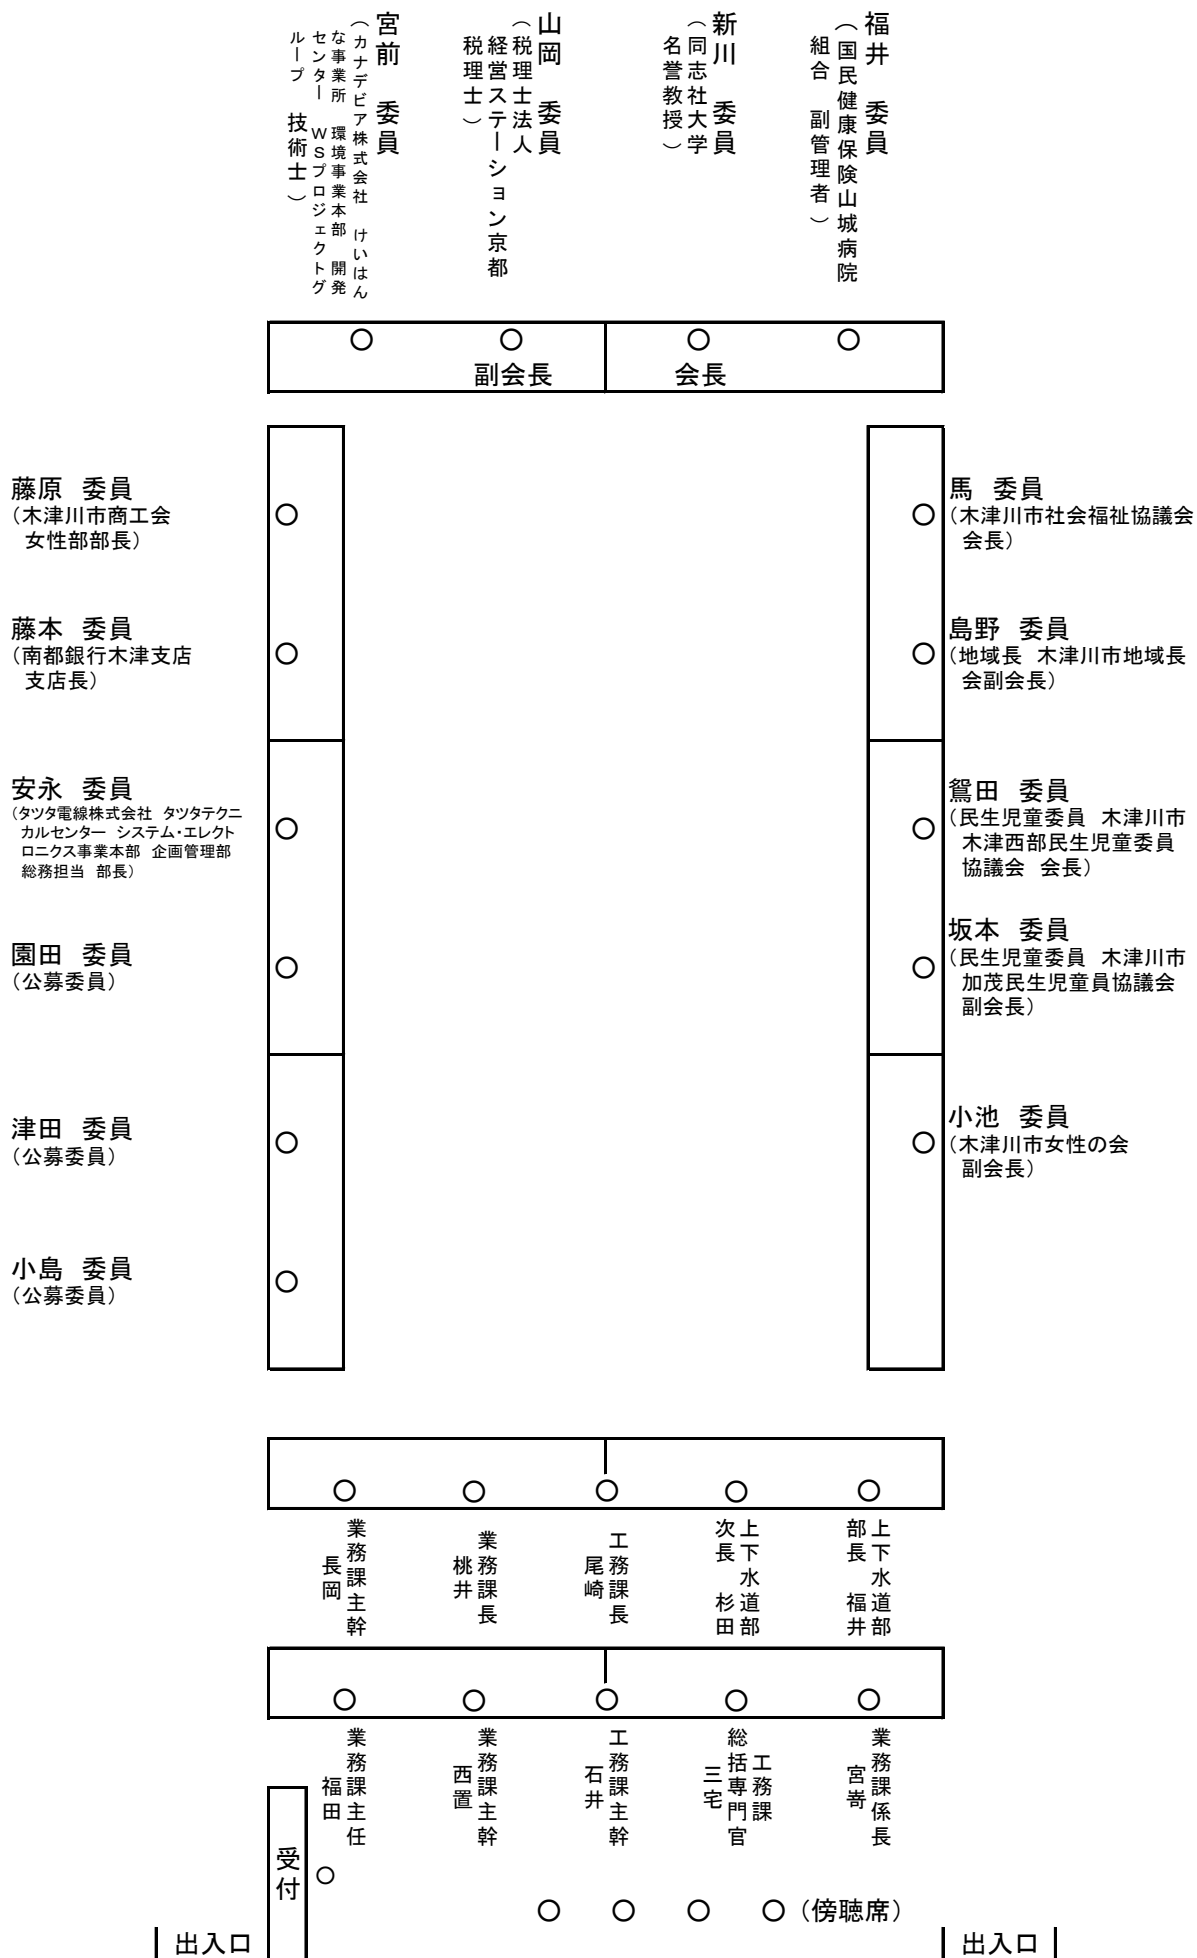 福井　委員
（国民健康保険山城病院
組合　副管理者）
新川　委員
（同志社大学
名誉教授）
山岡　委員
（税理士法人
経営ステーション京都
税理士）
宮前　委員
（カナデビア株式会社　けいはん
な事業所　環境事業本部　開発
センター　WSプロジェクトグ
ループ　技術士）
副会長
会長
藤原　委員
（木津川市商工会
女性部部長）
藤本　委員
（南都銀行木津支店
支店長）
安永　委員
（タツタ電線株式会社　タツタテクニ
カルセンター　システム・エレクト
ロニクス事業本部　企画管理部
総務担当　部長）
園田　委員
（公募委員）
津田　委員
（公募委員）
小島　委員
（公募委員）
馬　委員
（木津川市社会福祉協議会
会長）
島野　委員
（地域長　木津川市地域長
会副会長）
鴛田　委員
（民生児童委員　木津川市
木津西部民生児童委員
協議会　会長）
坂本　委員
（民生児童委員　木津川市
加茂民生児童員協議会
副会長）
小池　委員
（木津川市女性の会
副会長）
上下水道部
部長　福井
上下水道部
次長　杉田
工務課長
尾崎
業務課長
桃井
業務課主幹
長岡
業務課係長
宮嵜
工務課
総括専門官
三宅
工務課主幹
石井
業務課主幹
西置
業務課主任
福田
受付
（傍聴席）
出入口
出入口